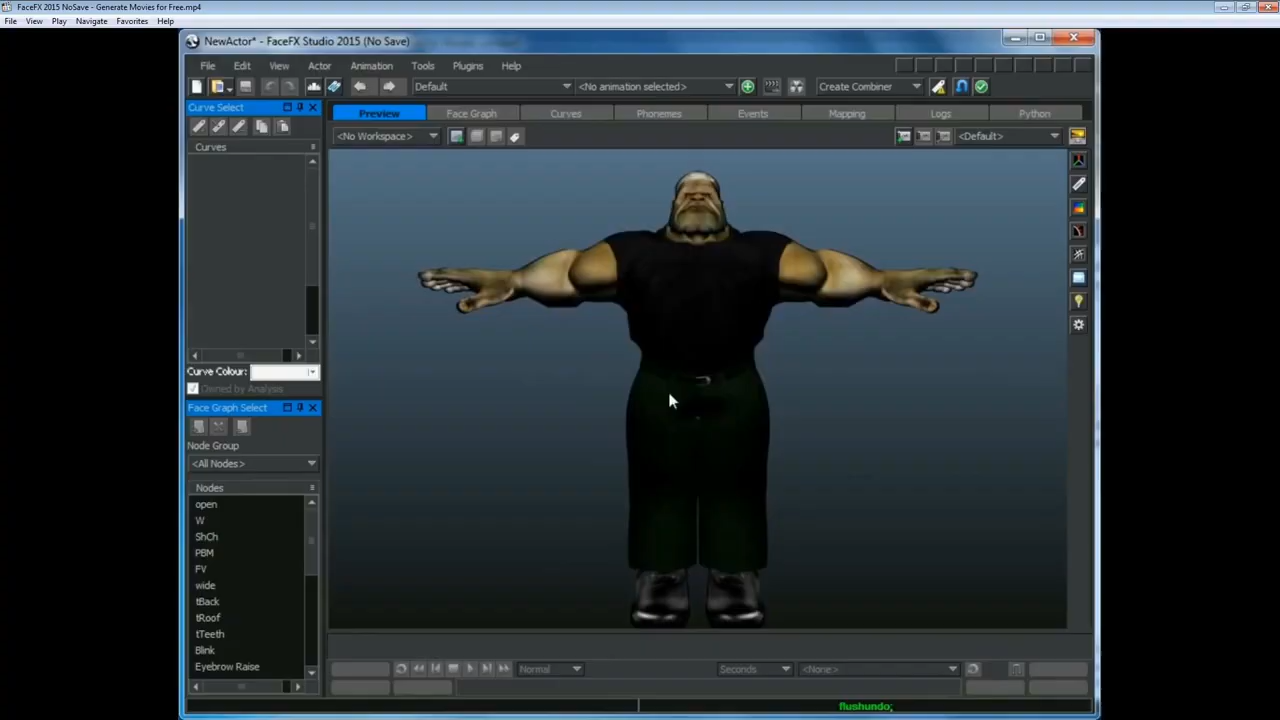 FaceFX 2015 NoSave - Generate Movies for Free.mp4
File View Play Navigate Favorites Help
NewActor* - FaceFX Studio 2015 (No Save)
File Edit View Actor Animation Tools Plugins Help
Default <No animation selected> Create Combiner
Curve Select
Preview Face Graph Curves Phonemes Events Mapping Logs Python
<No Workspace> <Default>
Curves
Curve Colour:
Owned by Analysis
Face Graph Select
Node Group
<All Nodes>
Nodes
open
W
ShCh
PBM
FV
wide
tBack
tRoof
tTeeth
Blink
Eyebrow Raise
Normal Seconds <None>
flushundo;